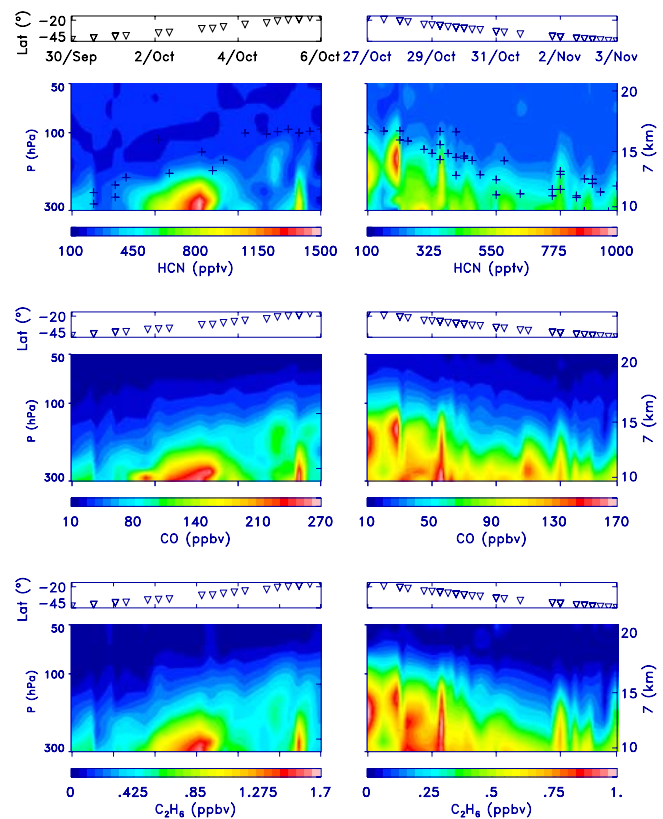 Lat (°)
−20
−45
30/Sep 2/Oct 4/Oct 6/Oct 27/Oct 29/Oct 31/Oct 2/Nov 3/Nov
P (hPa)
50
100
300
20
15
10
7 (km)
100 450 800 1150 1500
HCN (pptv)
100 325 550 775 1000
HCN (pptv)
Lat (°)
−20
−45
P (hPa)
50
100
300
20
15
10
7 (km)
10 80 140 210 270
CO (ppbv)
10 50 90 130 170
CO (ppbv)
Lat (°)
−20
−45
P (hPa)
50
100
300
20
15
10
7 (km)
0 .425 .85 1.275 1.7
C₂H₆ (ppbv)
0 .25 .5 .75 1.
C₂H₆ (ppbv)